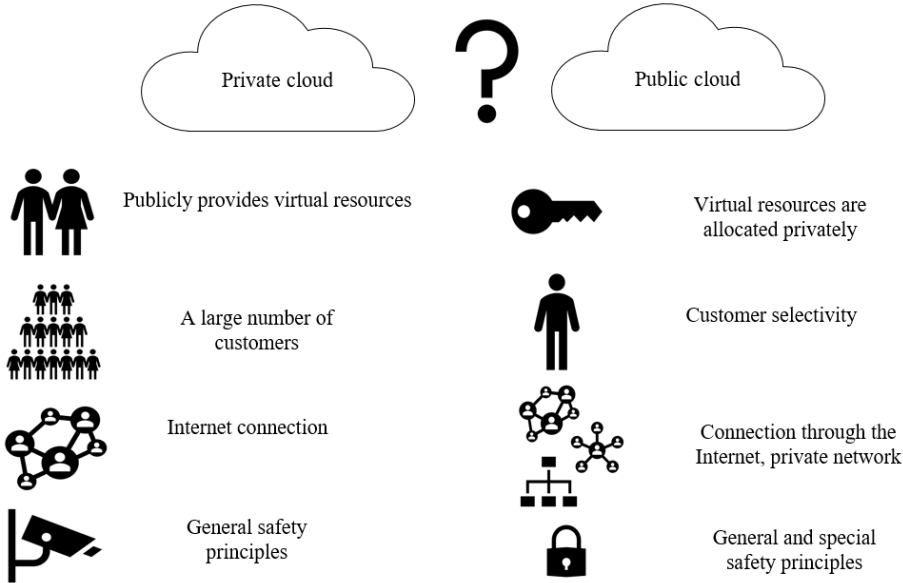 Private cloud
?
Public cloud
Publicly provides virtual resources
Virtual resources are
allocated privately
A large number of
customers
Customer selectivity
Internet connection
Connection through the
Internet, private network
General safety
principles
General and special
safety principles